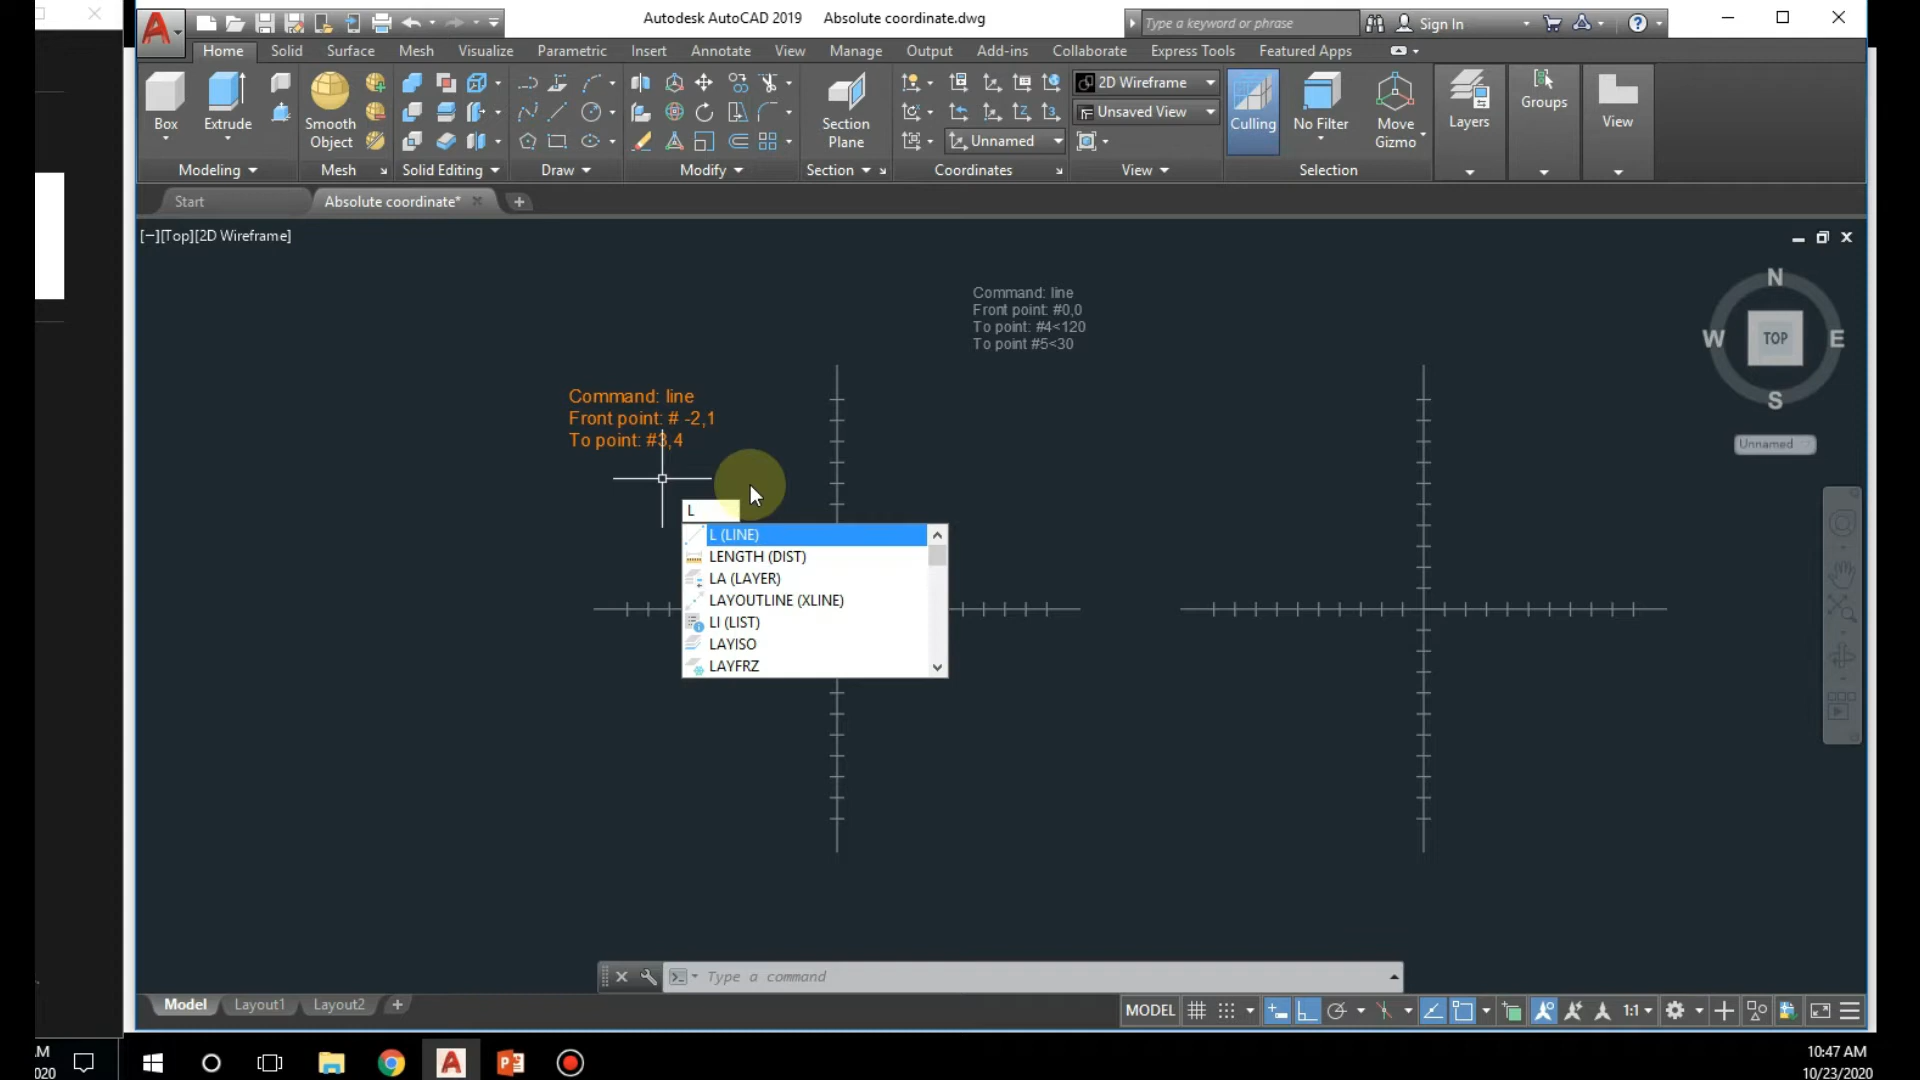 Autodesk AutoCAD 2019 Absolute coordinate.dwg
Type a keyword or phrase
Sign In
Home Solid Surface Mesh Visualize Parametric Insert Annotate View Manage Output Add-ins Collaborate Express Tools Featured Apps
Box
Extrude
Smooth Object
Section Plane
Unnamed
2D Wireframe
Unsaved View
Culling
No Filter
Move Gizmo
Layers
Groups
View
Modeling
Mesh
Solid Editing
Draw
Modify
Section
Coordinates
View
Selection
Start
Absolute coordinate*
[−][Top][2D Wireframe]
Command: line
Front point: #0,0
To point: #4<120
To point #5<30
N
W
TOP
E
S
Unnamed
Command: line
Front point: # -2,1
To point: #3,4
L
L (LINE)
LENGTH (DIST)
LA (LAYER)
LAYOUTLINE (XLINE)
LI (LIST)
LAYISO
LAYFRZ
Type a command
Model Layout1 Layout2
MODEL
1:1
AM
020
10:47 AM
10/23/2020